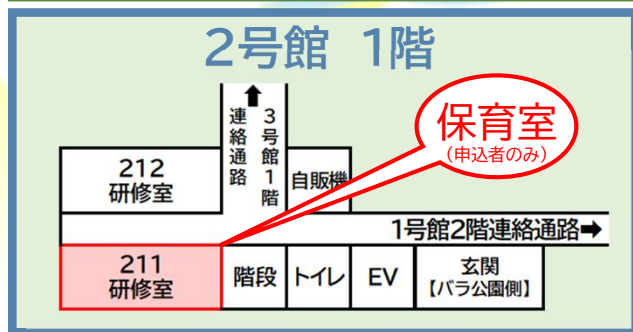 2号館 1階
3号館1階
連絡通路
保育室
(申込者のみ)
212
研修室
自販機
1号館2階連絡通路➡
211
研修室
階段
トイレ
EV
玄関
【バラ公園側】